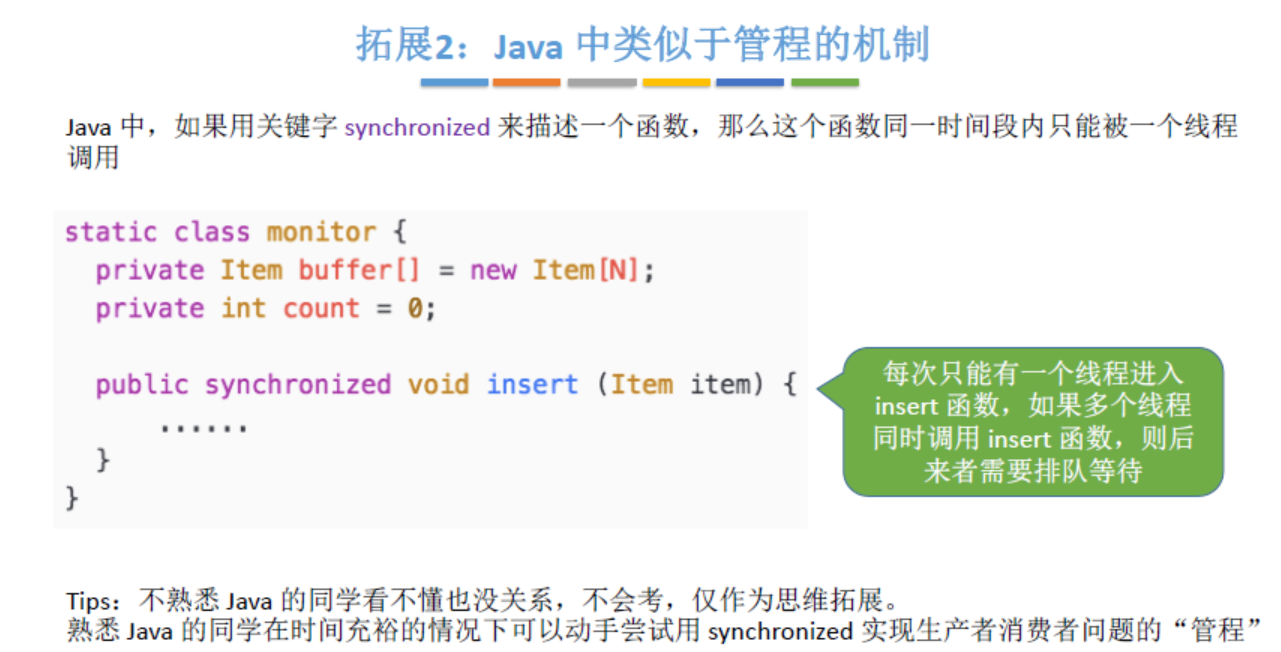 拓展2：Java 中类似于管程的机制
Java 中，如果用关键字 synchronized 来描述一个函数，那么这个函数同一时间段内只能被一个线程
调用
static class monitor {
private Item buffer[] = new Item[N];
private int count = 0;
public synchronized void insert (Item item) {
......
}
}
每次只能有一个线程进入
insert 函数，如果多个线程
同时调用 insert 函数，则后
来者需要排队等待
Tips：不熟悉 Java 的同学看不懂也没关系，不会考，仅作为思维拓展。
熟悉 Java 的同学在时间充裕的情况下可以动手尝试用 synchronized 实现生产者消费者问题的“管程”